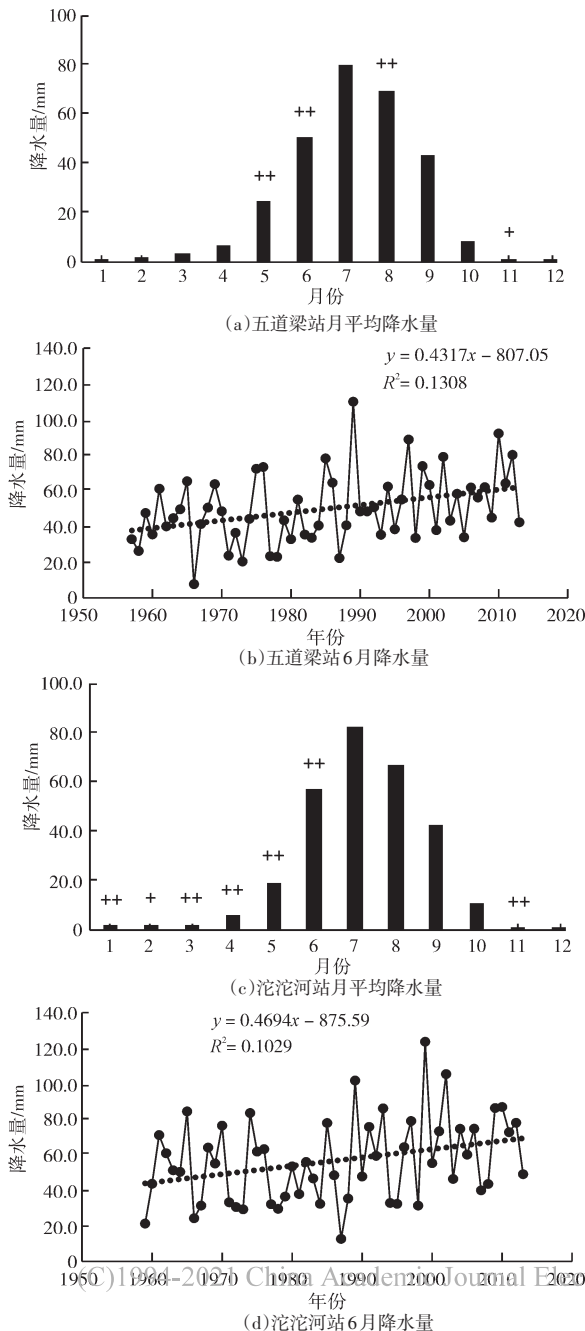 100
80
60
40
20
0
降水量/mm
++
++
++
+
1 2 3 4 5 6 7 8 9 10 11 12
月份
(a)五道梁站月平均降水量
140.0
120.0
100.0
80.0
60.0
40.0
20.0
0
降水量/mm
y = 0.4317x − 807.05
R²= 0.1308
1950 1960 1970 1980 1990 2000 2010 2020
年份
(b)五道梁站6月降水量
100.0
80.0
60.0
40.0
20.0
0
降水量/mm
++ + ++ ++ ++ ++ ++
1 2 3 4 5 6 7 8 9 10 11 12
月份
(c)沱沱河站月平均降水量
140.0
120.0
100.0
80.0
60.0
40.0
20.0
0
降水量/mm
y = 0.4694x − 875.59
R²= 0.1029
1950 1960 1970 1980 1990 2000 2010 2020
(C)1994-2021 China Academic Journal Elec
年份
(d)沱沱河站6月降水量